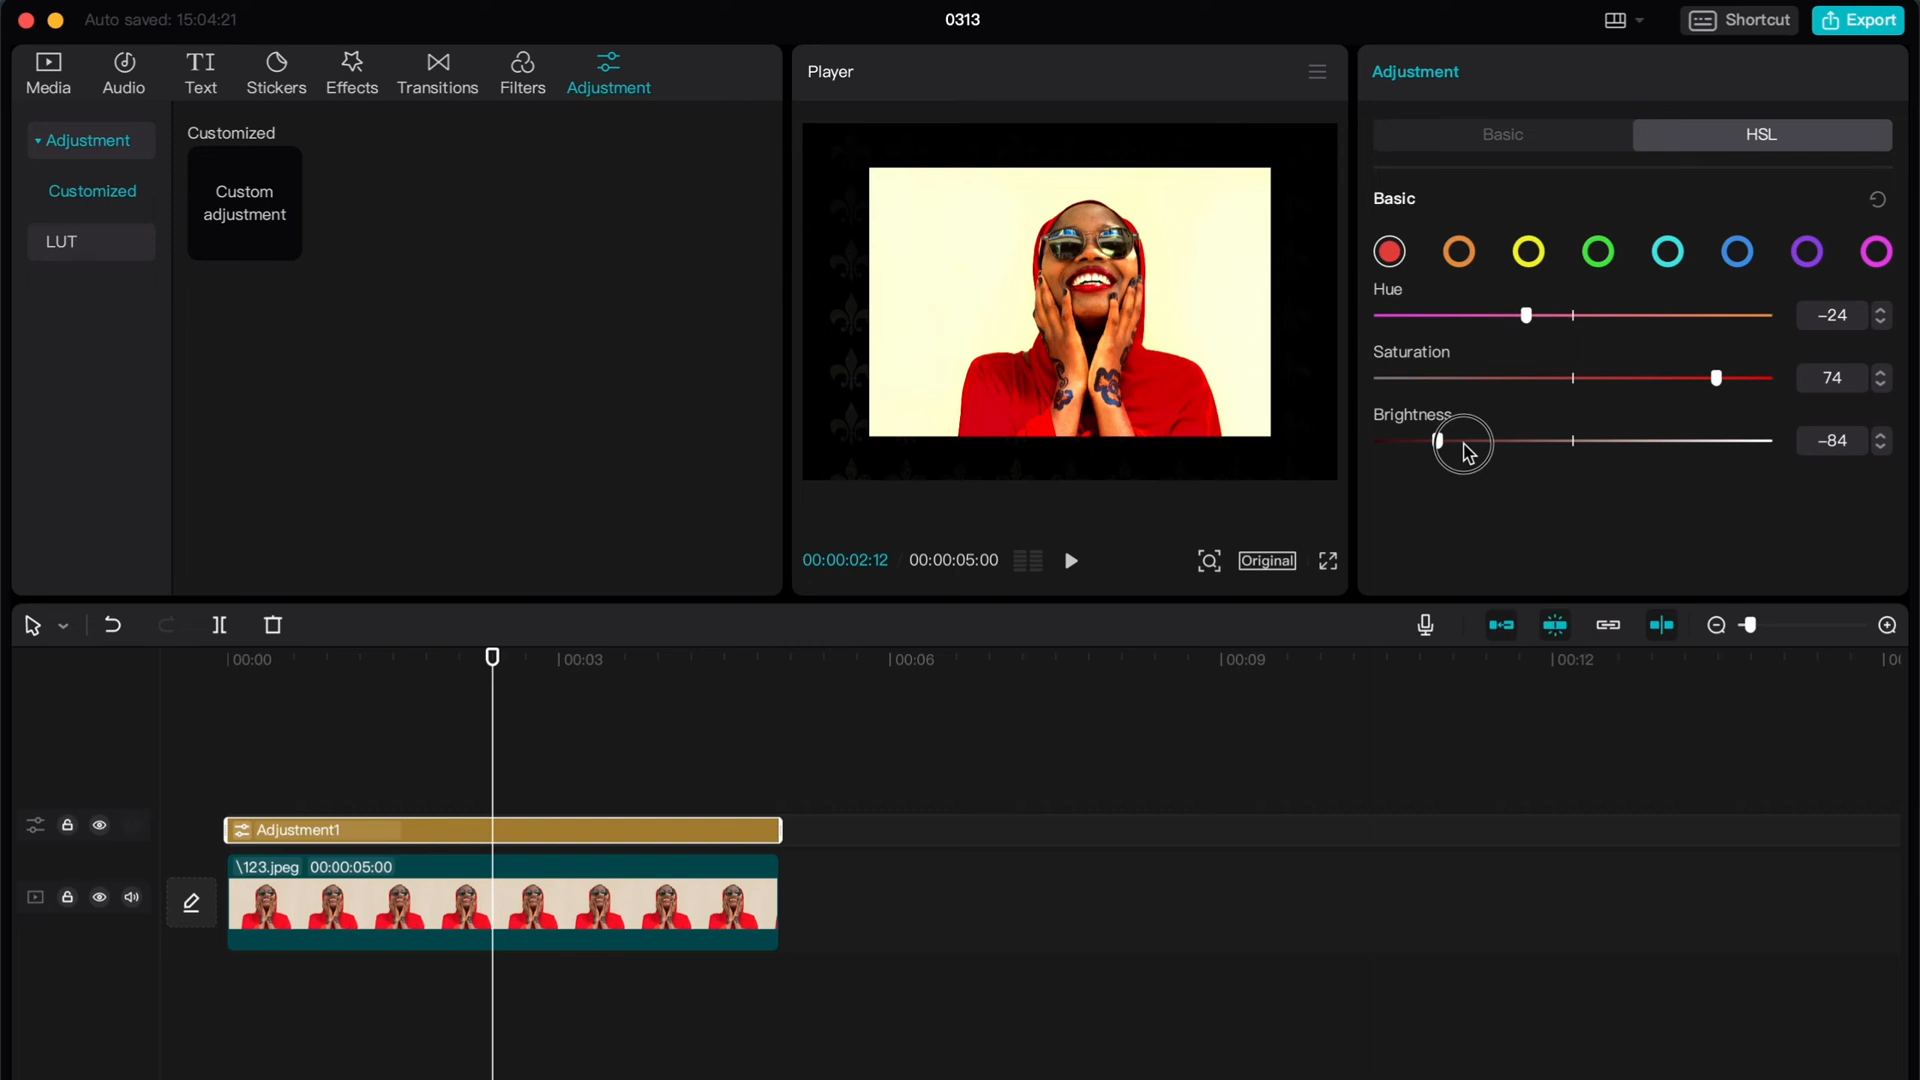 Auto saved: 15:04:21
0313
Shortcut
Export
Media
Audio
TI
Text
Stickers
Effects
Transitions
Filters
Adjustment
Adjustment
Customized
LUT
Customized
Custom
adjustment
Player
00:00:02:12 / 00:00:05:00
Original
Adjustment
Basic
HSL
Basic
Hue
-24
Saturation
74
Brightness
-84
00:00
00:03
00:06
00:09
00:12
Adjustment1
\123.jpeg 00:00:05:00